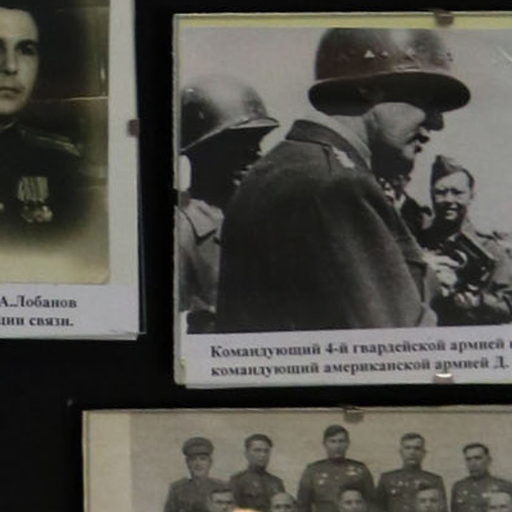 А.Лобанов
ции связи.
Командующий 4-й гвардейской армией
командующий американской армией Д.